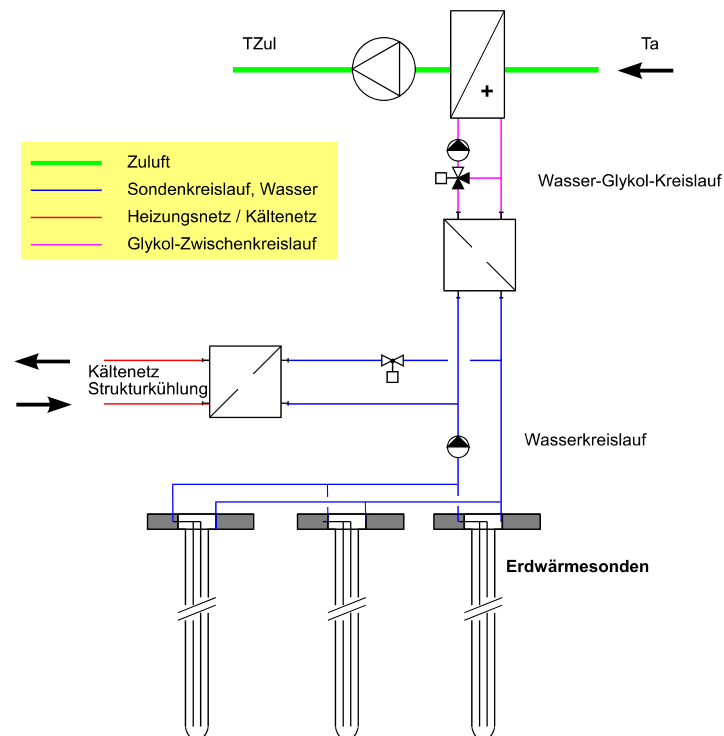 TZul
Ta
+
Zuluft
Sondenkreislauf, Wasser
Heizungsnetz / Kältenetz
Glykol-Zwischenkreislauf
Wasser-Glykol-Kreislauf
Kältenetz
Strukturkühlung
Wasserkreislauf
Erdwärmesonden